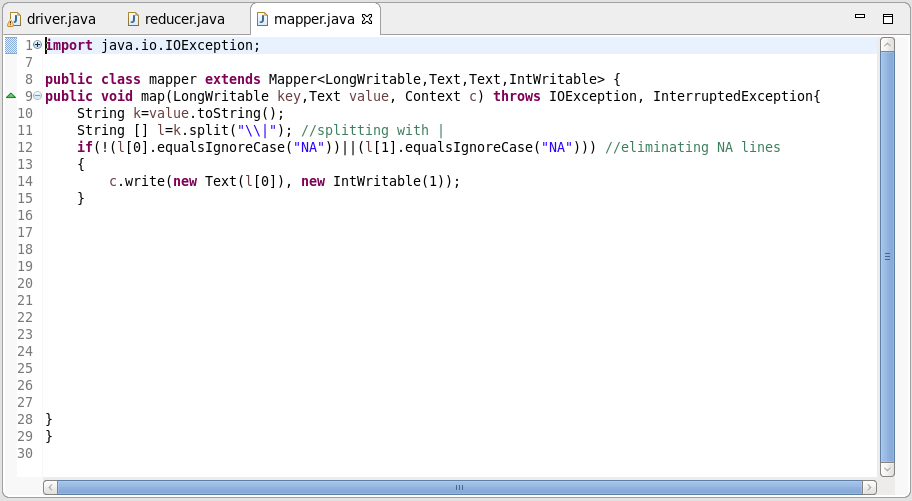 driver.java reducer.java mapper.java
1 import java.io.IOException;
7
8 public class mapper extends Mapper<LongWritable,Text,Text,IntWritable> {
9 public void map(LongWritable key,Text value, Context c) throws IOException, InterruptedException{
10     String k=value.toString();
11     String [] l=k.split("\\|"); //splitting with |
12     if(!(l[0].equalsIgnoreCase("NA"))||(l[1].equalsIgnoreCase("NA"))) //eliminating NA lines
13     {
14         c.write(new Text(l[0]), new IntWritable(1));
15     }
16
17
18
19
20
21
22
23
24
25
26
27
28 }
29 }
30